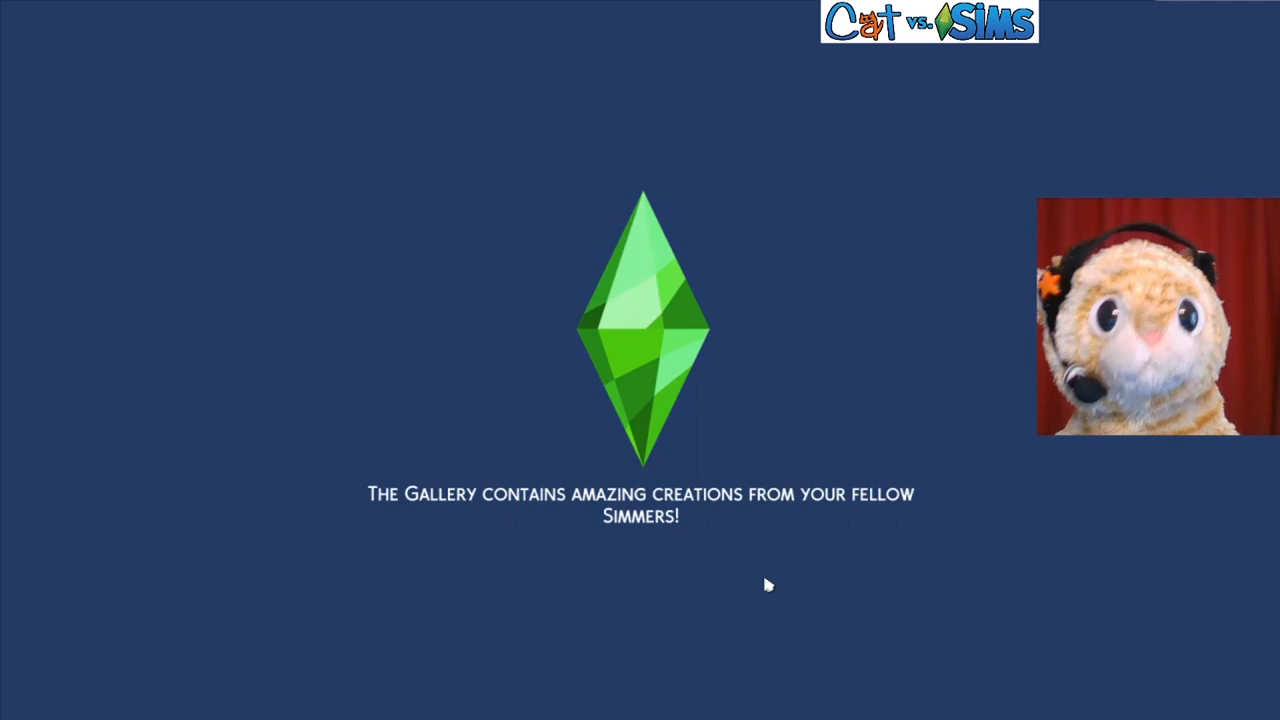 Cat vs. SiMS
The Gallery contains amazing creations from your fellow
Simmers!